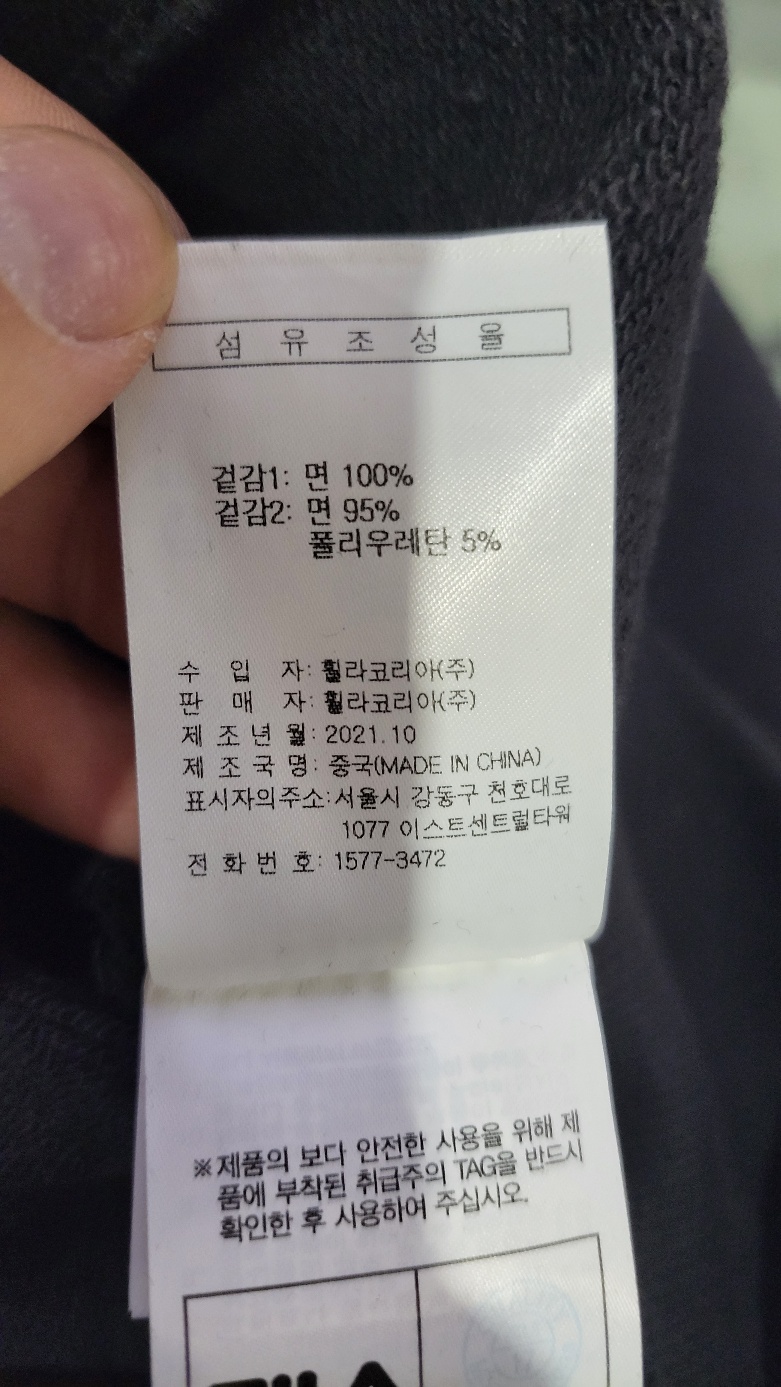 섬 유 조 성 율
겉감1: 면 100%
겉감2: 면 95%
폴리우레탄 5%
수 입 자: 휠라코리아(주)
판 매 자: 휠라코리아(주)
제 조 년 월: 2021.10
제 조 국 명: 중국(MADE IN CHINA)
표시자의주소:서울시 강동구 천호대로
1077 이스트센트럴타워
전 화 번 호: 1577-3472
※제품의 보다 안전한 사용을 위해 제
품에 부착된 취급주의 TAG을 반드시
확인한 후 사용하여 주십시오.